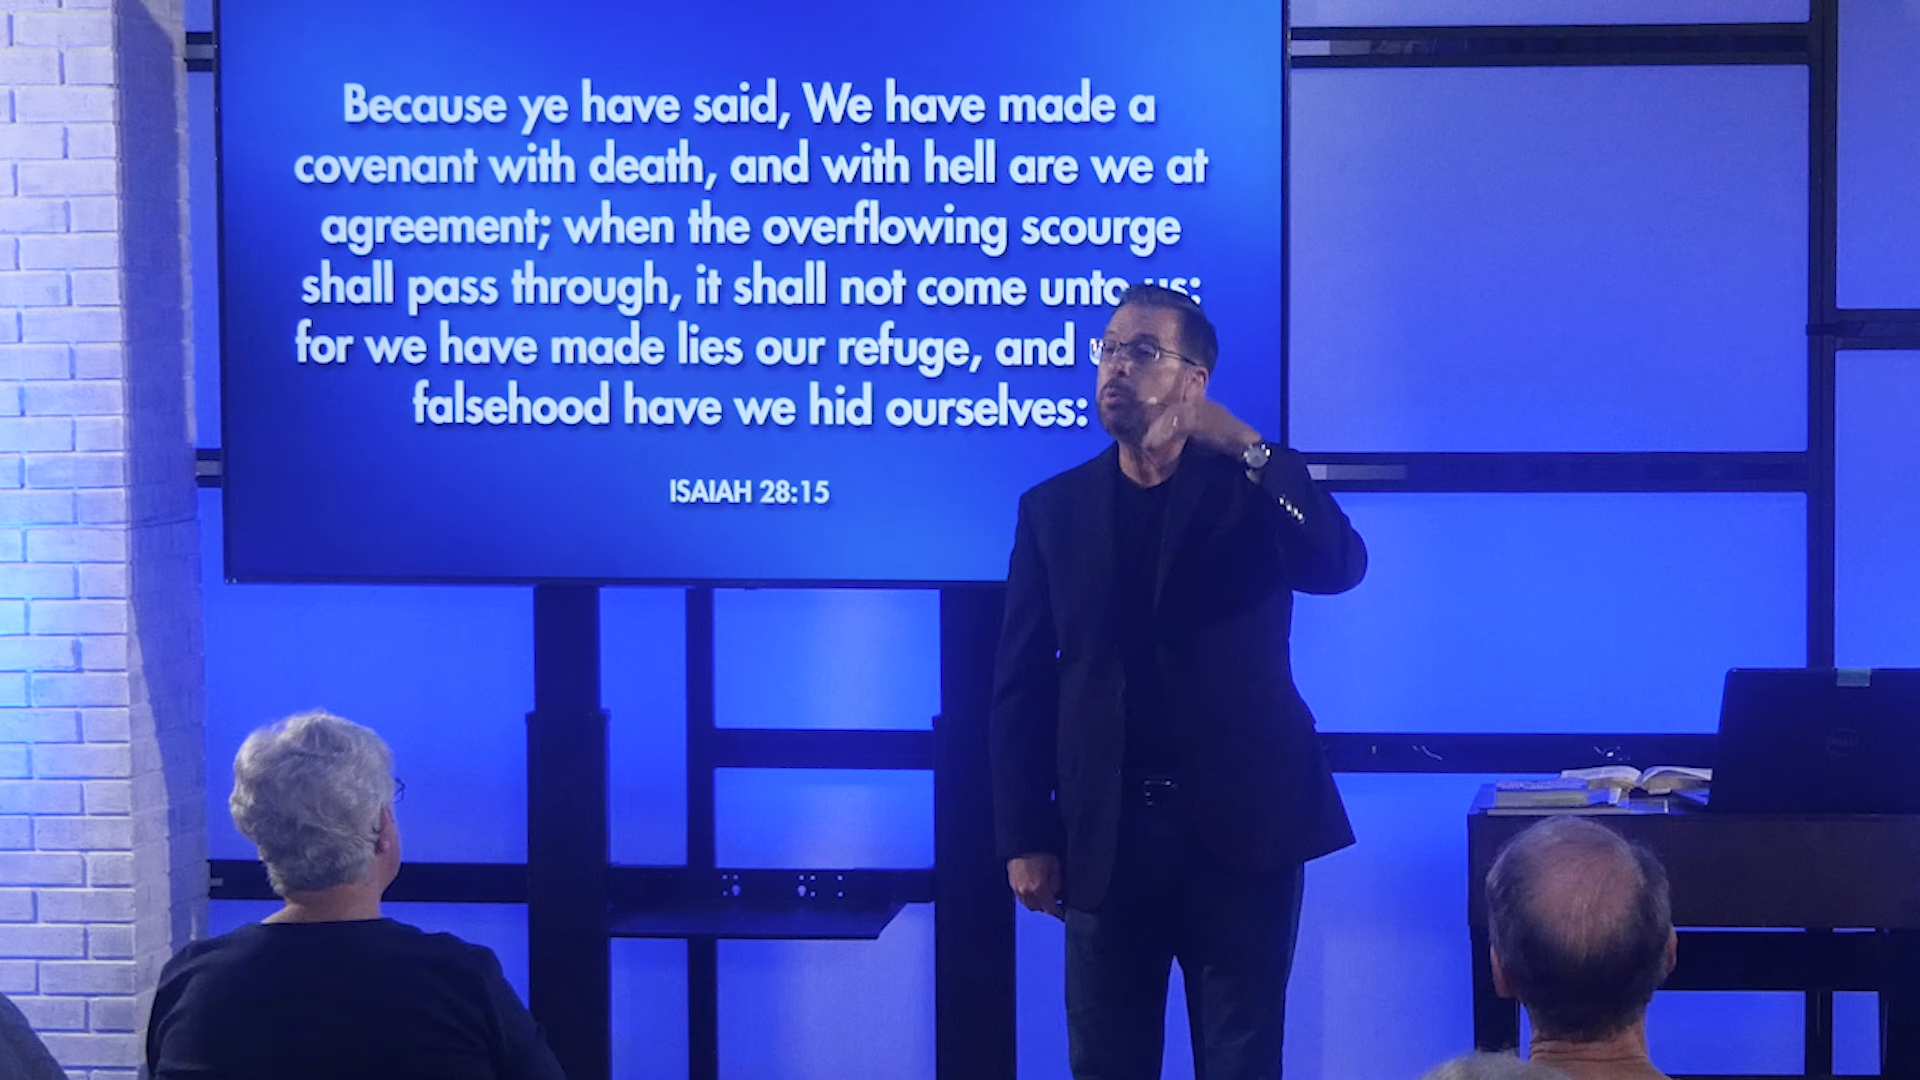 Because ye have said, We have made a
covenant with death, and with hell are we at
agreement; when the overflowing scourge
shall pass through, it shall not come unto us:
for we have made lies our refuge, and
falsehood have we hid ourselves:
ISAIAH 28:15